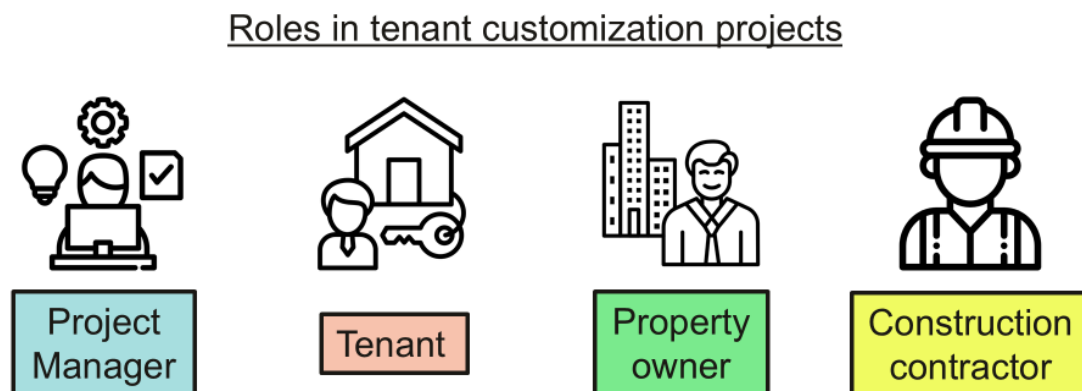 Roles in tenant customization projects
Project
Manager
Tenant
Property
owner
Construction
contractor